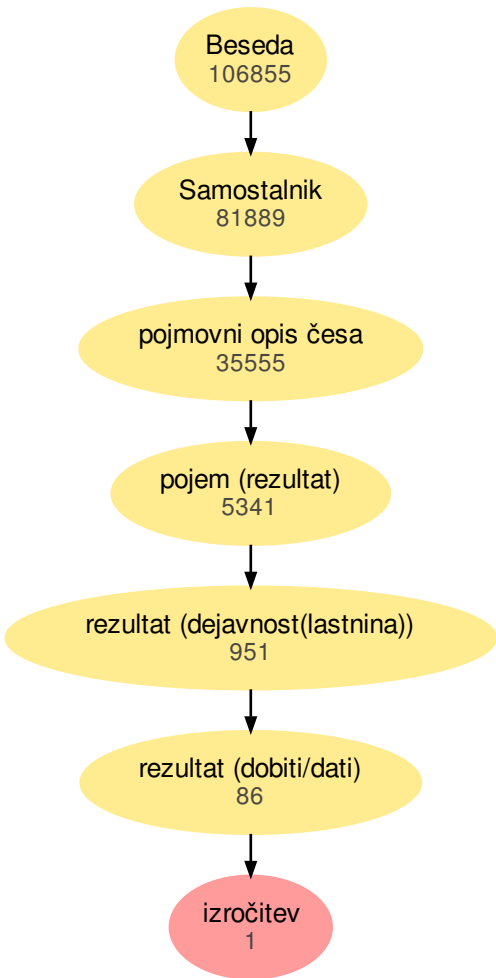 Beseda
106855
Samostalnik
81889
pojmovni opis česa
35555
pojem (rezultat)
5341
rezultat (dejavnost(lastnina))
951
rezultat (dobiti/dati)
86
izročitev
1